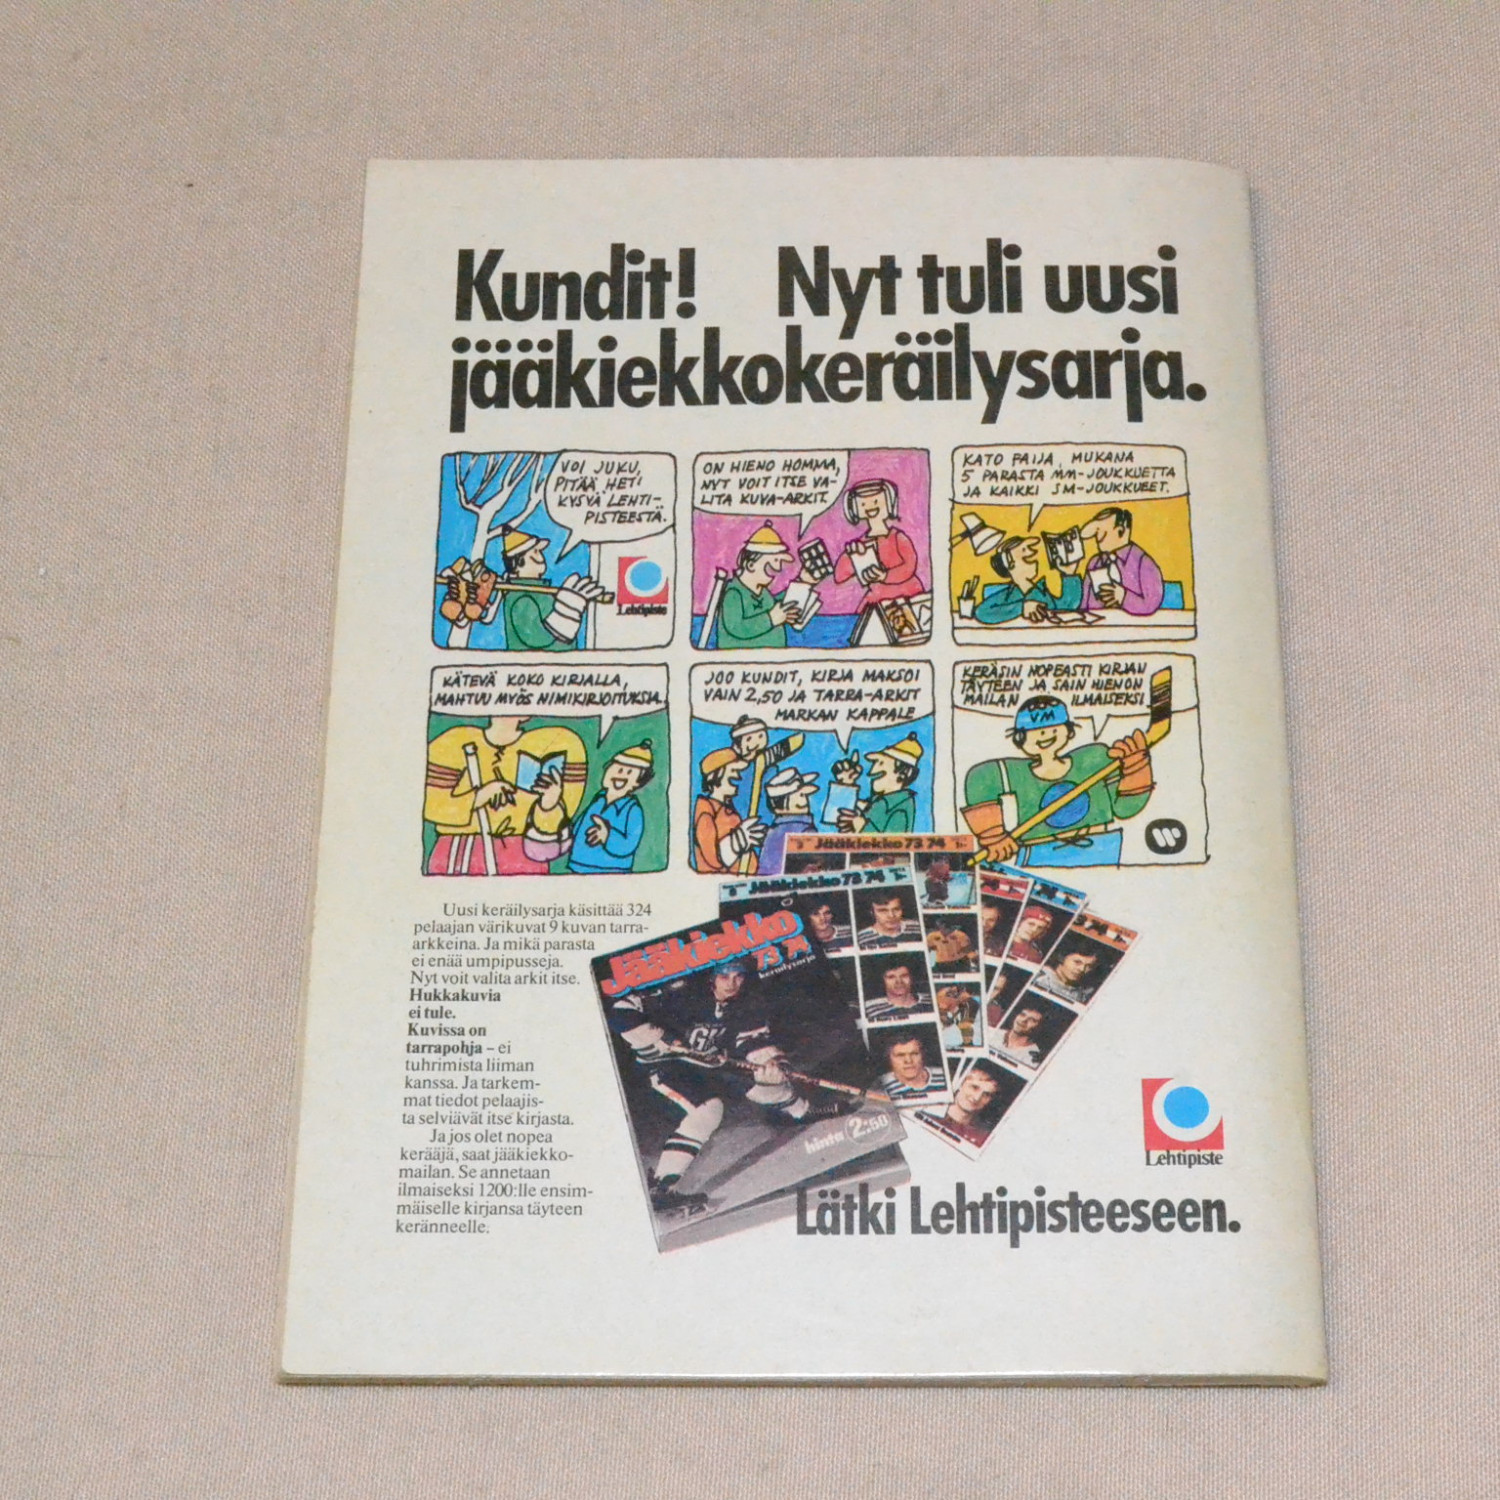 Kundit! Nyt tuli uusi
jääkiekkokeräilysarja.
VOI JUKU,
PITÄÄ HETI
KYSYÄ LEHTI-
PISTEESTÄ.
Lehtipiste
ON HIENO HOMMA,
NYT VOIT ITSE VA-
LITA KUVA-ARKIT.
KATO FAIJA, MUKANA
5 PARASTA MM-JOUKKUETTA
JA KAIKKI SM-JOUKKUEET.
KÄTEVÄ KOKO KIRJALLA,
MAHTUU MYÖS NIMIKIRJOITUKSIA.
JOO KUNDIT, KIRJA MAKSOI
VAIN 2,50 JA TARRA-ARKIT
MARKAN KAPPALE
KERÄSIN NOPEASTI KIRJAN
TÄYTEEN JA SAIN HIENON
MAILAN ILMAISEKSI.
VM
Uusi keräilysarja käsittää 324
pelaajan värikuvat 9 kuvan tarra-
arkkeina. Ja mikä parasta
ei enää umpipusseja.
Nyt voit valita arkit itse.
Hukkakuvia
ei tule.
Kuvissa on
tarrapohja – ei
tuhrimista liiman
kanssa. Ja tarkem-
mat tiedot pelaajis-
ta selviävät itse kirjasta.
Ja jos olet nopea
kerääjä, saat jääkiekko-
mailan. Se annetaan
ilmaiseksi 1200:lle ensim-
mäiselle kirjansa täyteen
keränneelle.
Jääkiekko 73 74
Jääkiekko 73 74
Jääkiekko
73 74
keräilysarja
hinta 2:50
Lehtipiste
Lätki Lehtipisteeseen.